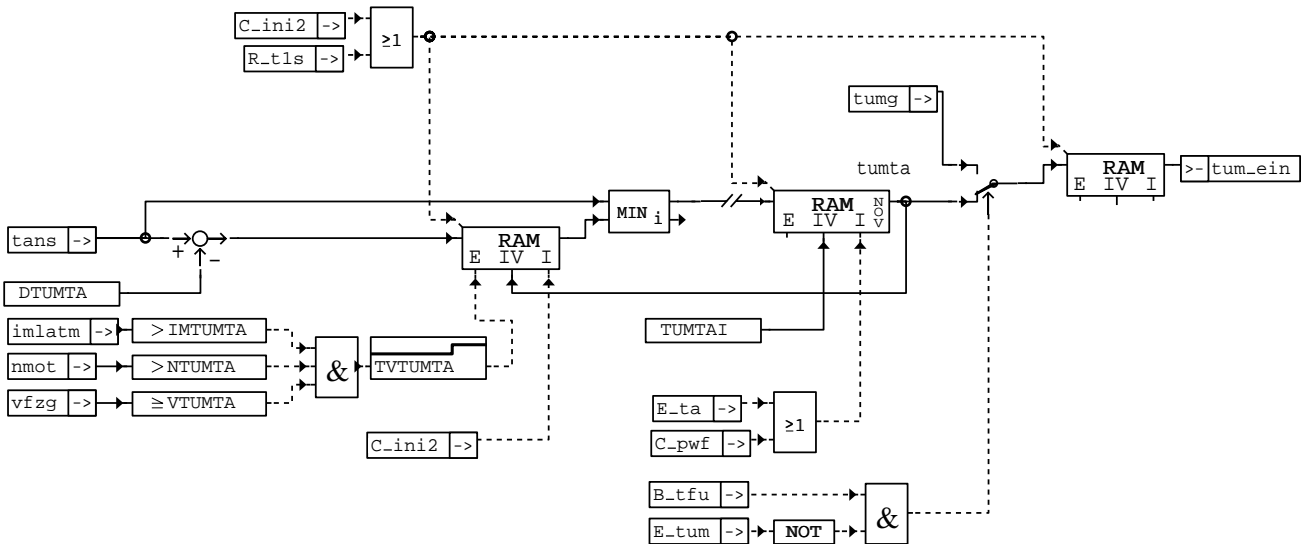 C_ini2 ->
R_t1s ->
≥1
tumg ->
tumta
RAM
E IV I
>- tum_ein
MIN i
RAM
E IV I
NOV
tans ->
+
−
RAM
E IV I
DTUMTA
TUMTAI
imlatm ->
>IMTUMTA
nmot ->
>NTUMTA
vfzg ->
≥VTUMTA
&
TVTUMTA
C_ini2 ->
E_ta ->
C_pwf ->
≥1
B_tfu ->
E_tum ->
NOT
&